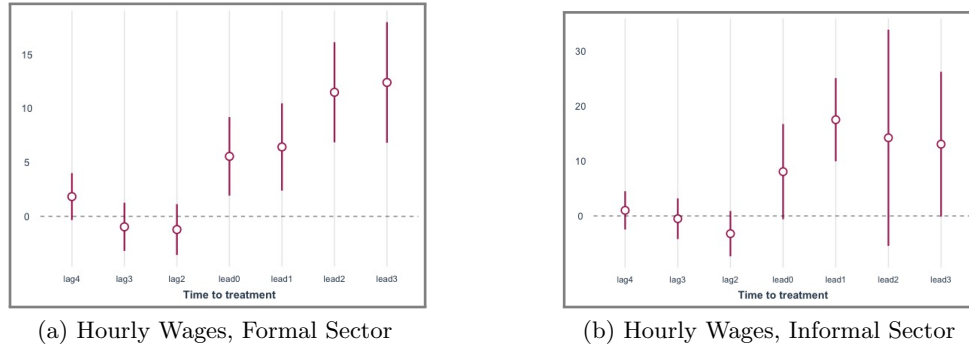 15
10
5
0
lag4 lag3 lag2 lead0 lead1 lead2 lead3
Time to treatment
(a) Hourly Wages, Formal Sector
30
20
10
0
lag4 lag3 lag2 lead0 lead1 lead2 lead3
Time to treatment
(b) Hourly Wages, Informal Sector